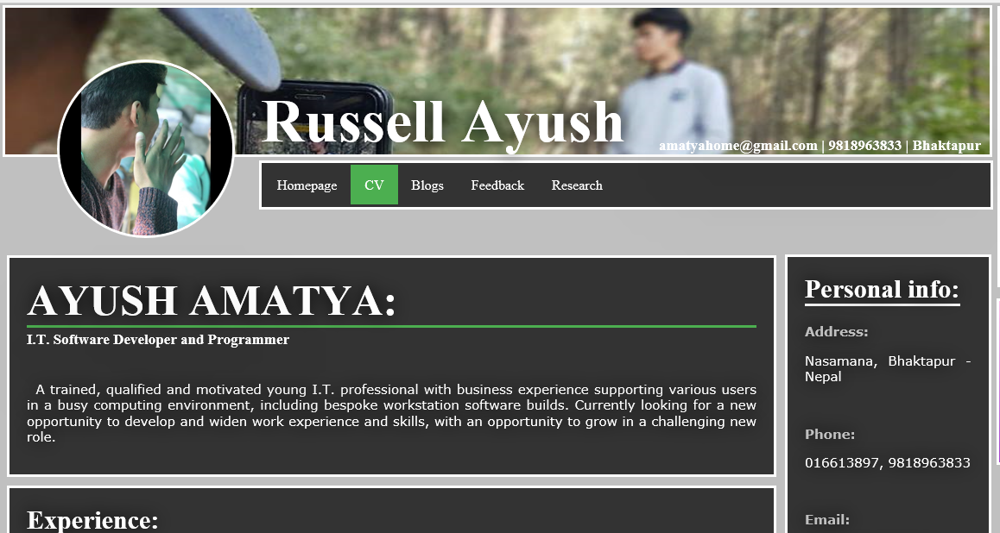 Russell Ayush
amatyahome@gmail.com | 9818963833 | Bhaktapur
Homepage CV Blogs Feedback Research
AYUSH AMATYA:
I.T. Software Developer and Programmer
A trained, qualified and motivated young I.T. professional with business experience supporting various users
in a busy computing environment, including bespoke workstation software builds. Currently looking for a new
opportunity to develop and widen work experience and skills, with an opportunity to grow in a challenging new
role.
Experience:
Personal info:
Address:
Nasamana, Bhaktapur -
Nepal
Phone:
016613897, 9818963833
Email: